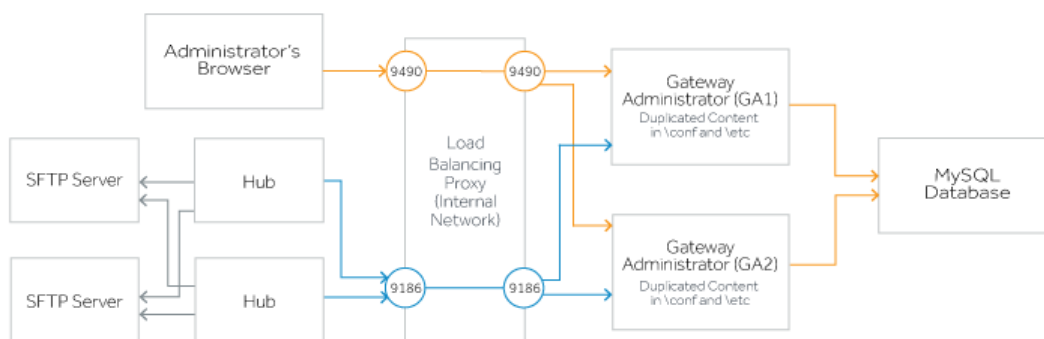 Administrator's
Browser
9490
9490
Gateway
Administrator (GA1)
Duplicated Content
in \conf and \etc
Load
Balancing
Proxy
(Internal
Network)
SFTP Server
Hub
MySQL
Database
Gateway
Administrator (GA2)
Duplicated Content
in \conf and \etc
SFTP Server
Hub
9186
9186